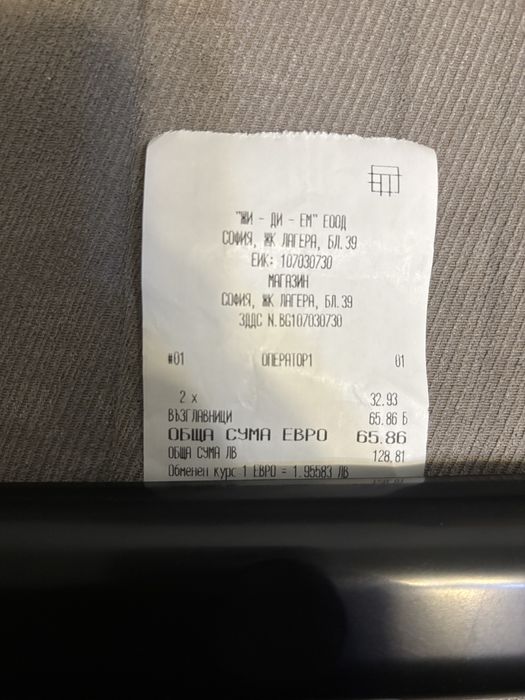 "ЖИ - ДИ - ЕМ" ЕООД
СОФИЯ, ЖК ЛАГЕРА, БЛ.39
ЕИК: 107030730
МАГАЗИН
СОФИЯ, ЖК ЛАГЕРА, БЛ.39
ЗДДС N.BG107030730
#01 ОПЕРАТОР1 01
2 x 32.93
ВЪЗГЛАВНИЦИ 65.86 Б
ОБЩА СУМА ЕВРО 65.86
ОБЩА СУМА ЛВ 128.81
Обменен курс 1 ЕВРО = 1.95583 ЛВ